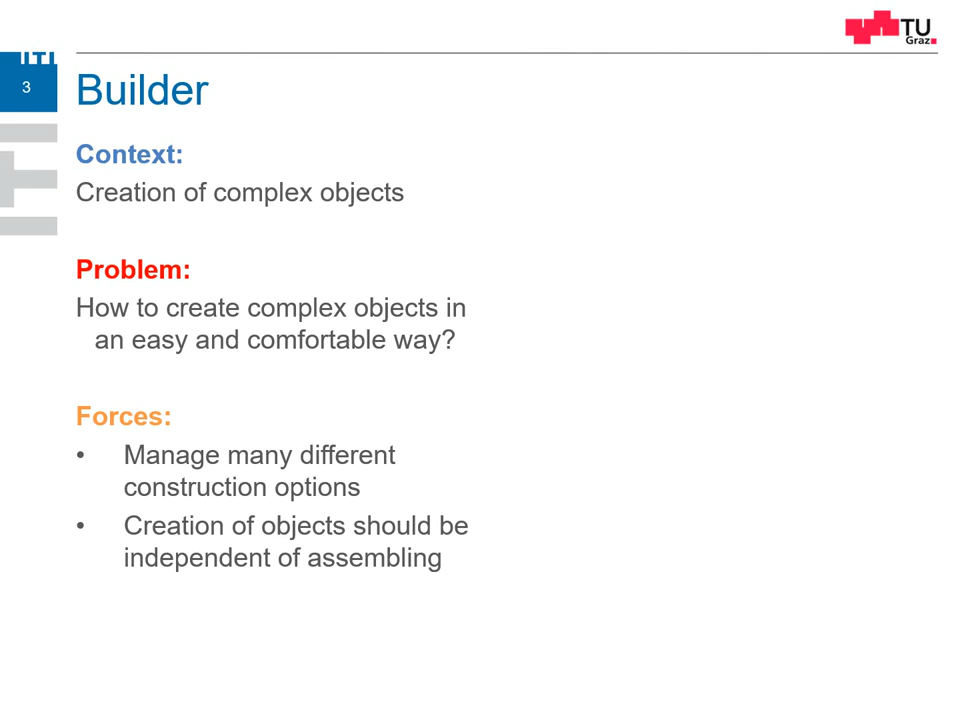 TU
Graz
3
Builder
Context:
Creation of complex objects
Problem:
How to create complex objects in
an easy and comfortable way?
Forces:
• Manage many different
construction options
• Creation of objects should be
independent of assembling